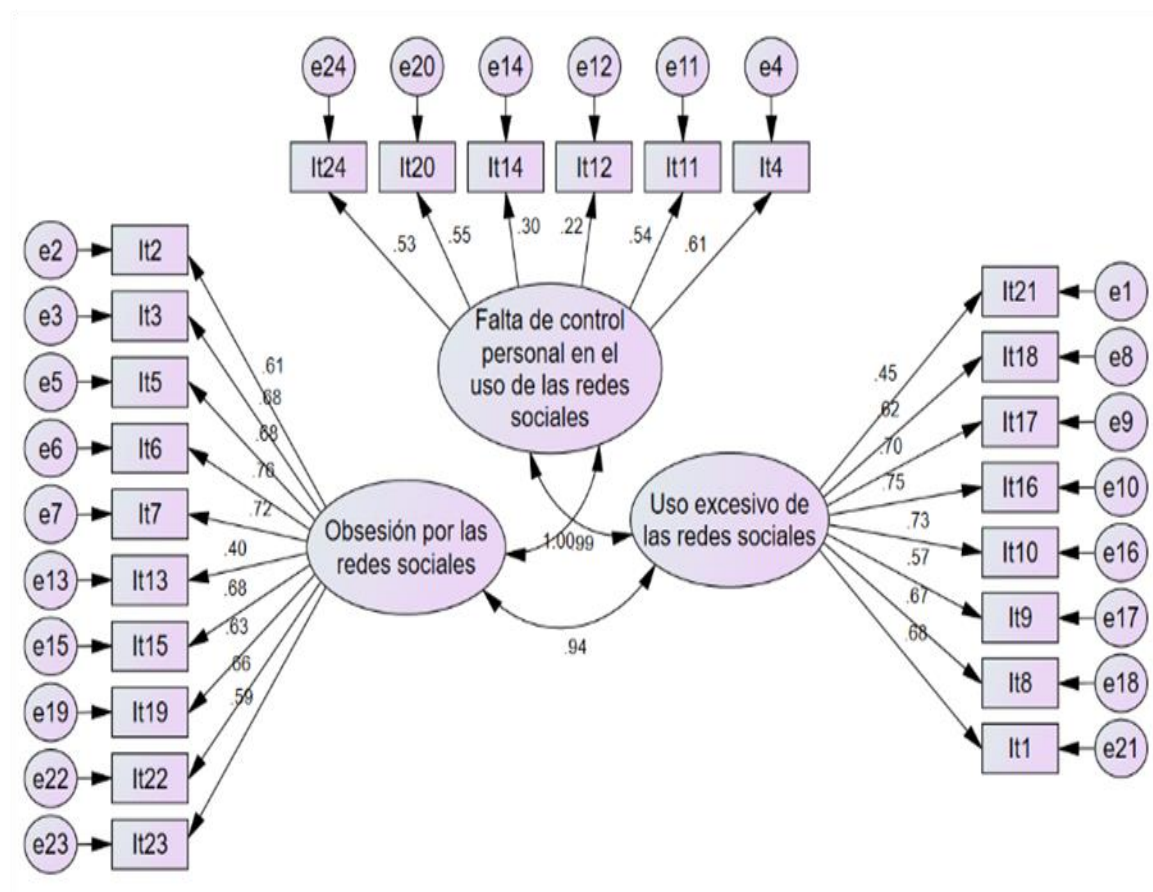 e24 e20 e14 e12 e11 e4
It24 It20 It14 It12 It11 It4
.53 .55 .30 .22 .54 .61
Falta de control
personal en el
uso de las redes
sociales
e2 It2
e3 It3
e5 It5
e6 It6
e7 It7
e13 It13
e15 It15
e19 It19
e22 It22
e23 It23
.61
.68
.68
.76
.72
.40
.68
.63
.66
.59
Obsesión por las
redes sociales
1.00
.99
.94
Uso excesivo de
las redes sociales
.45
.62
.70
.75
.73
.57
.67
.68
It21 e1
It18 e8
It17 e9
It16 e10
It10 e16
It9 e17
It8 e18
It1 e21